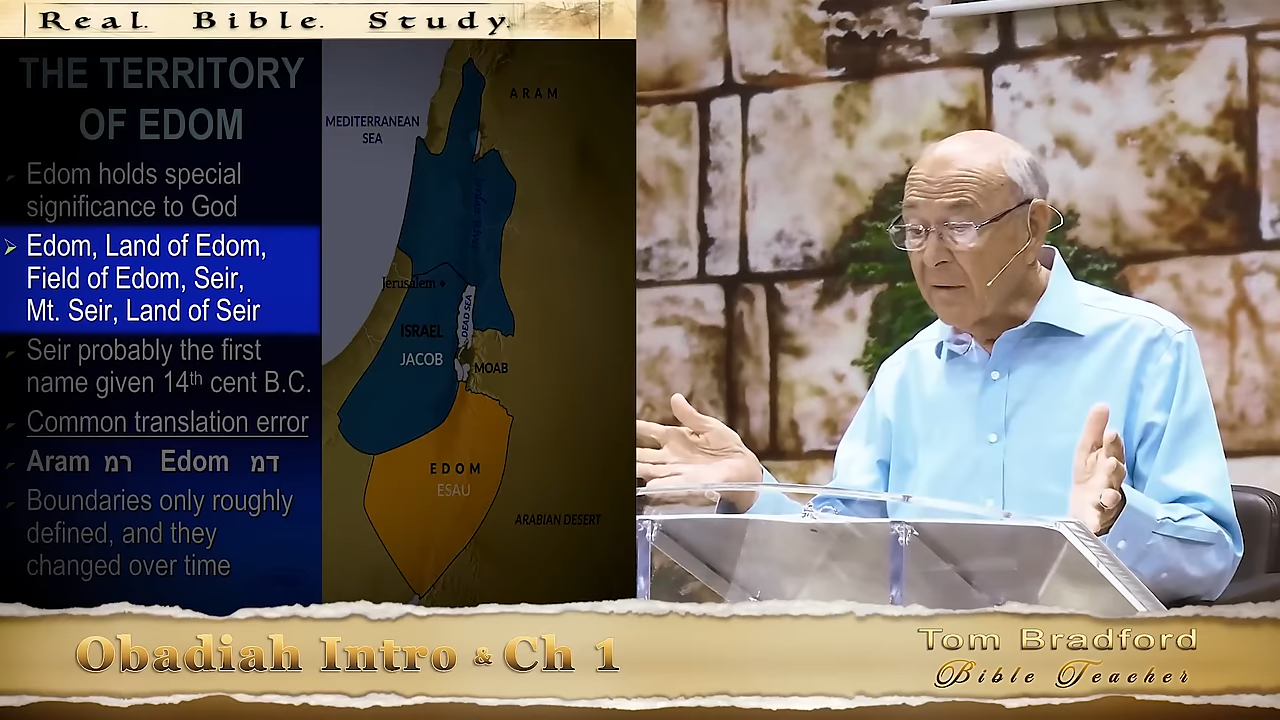 Real. Bible. Study.
THE TERRITORY
OF EDOM
Edom holds special
significance to God
Edom, Land of Edom,
Field of Edom, Seir,
Mt. Seir, Land of Seir
Seir probably the first
name given 14th cent B.C.
Common translation error
Aram רמ Edom דמ
Boundaries only roughly
defined, and they
changed over time
ARAM
MEDITERRANEAN
SEA
Jerusalem
DEAD SEA
ISRAEL
JACOB
MOAB
EDOM
ESAU
ARABIAN DESERT
Obadiah Intro & Ch 1
Tom Bradford
Bible Teacher